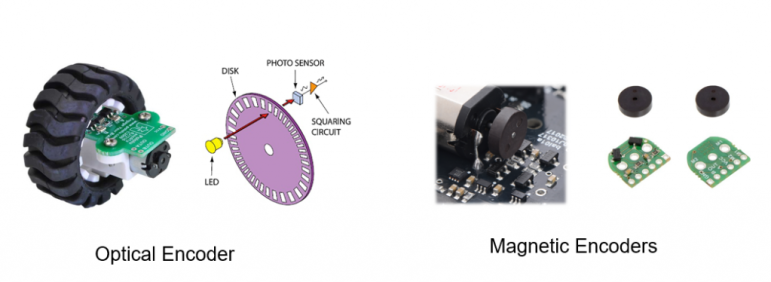 DISK
PHOTO SENSOR
SQUARING
CIRCUIT
LED
Optical Encoder
Magnetic Encoders